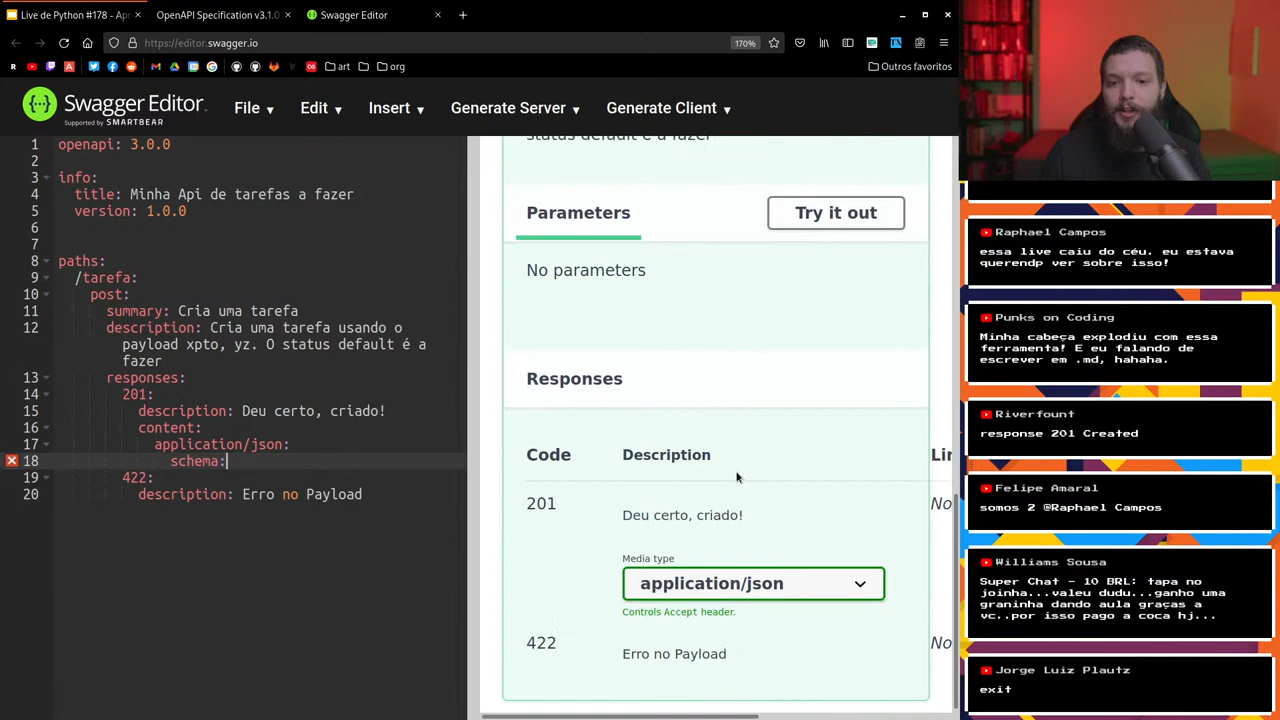 Live de Python #178 - Ap
OpenAPI Specification v3.1.0
Swagger Editor
https://editor.swagger.io
170%
R
art
org
Outros favoritos
Swagger Editor
Supported by SMARTBEAR
File
Edit
Insert
Generate Server
Generate Client
1 openapi: 3.0.0
2
3 info:
4 title: Minha Api de tarefas a fazer
5 version: 1.0.0
6
7
8 paths:
9 /tarefa:
10 post:
11 summary: Cria uma tarefa
12 description: Cria uma tarefa usando o
payload xpto, yz. O status default é a
fazer
13 responses:
14 201:
15 description: Deu certo, criado!
16 content:
17 application/json:
18 schema:
19 422:
20 description: Erro no Payload
status default é a fazer
Parameters
Try it out
No parameters
Responses
Code
Description
Lir
201
No
Deu certo, criado!
Media type
application/json
Controls Accept header.
422
No
Erro no Payload
Raphael Campos
essa live caiu do céu. eu estava
querendp ver sobre isso!
Punks on Coding
Minha cabeça explodiu com essa
ferramenta! E eu falando de
escrever em .md, hahaha.
Riverfount
response 201 Created
Felipe Amaral
somos 2 @Raphael Campos
Williams Sousa
Super Chat - 10 BRL: tapa no
joinha...valeu dudu...ganho uma
graninha dando aula graças a
vc..por isso pago a coca hj...
Jorge Luiz Plautz
exit